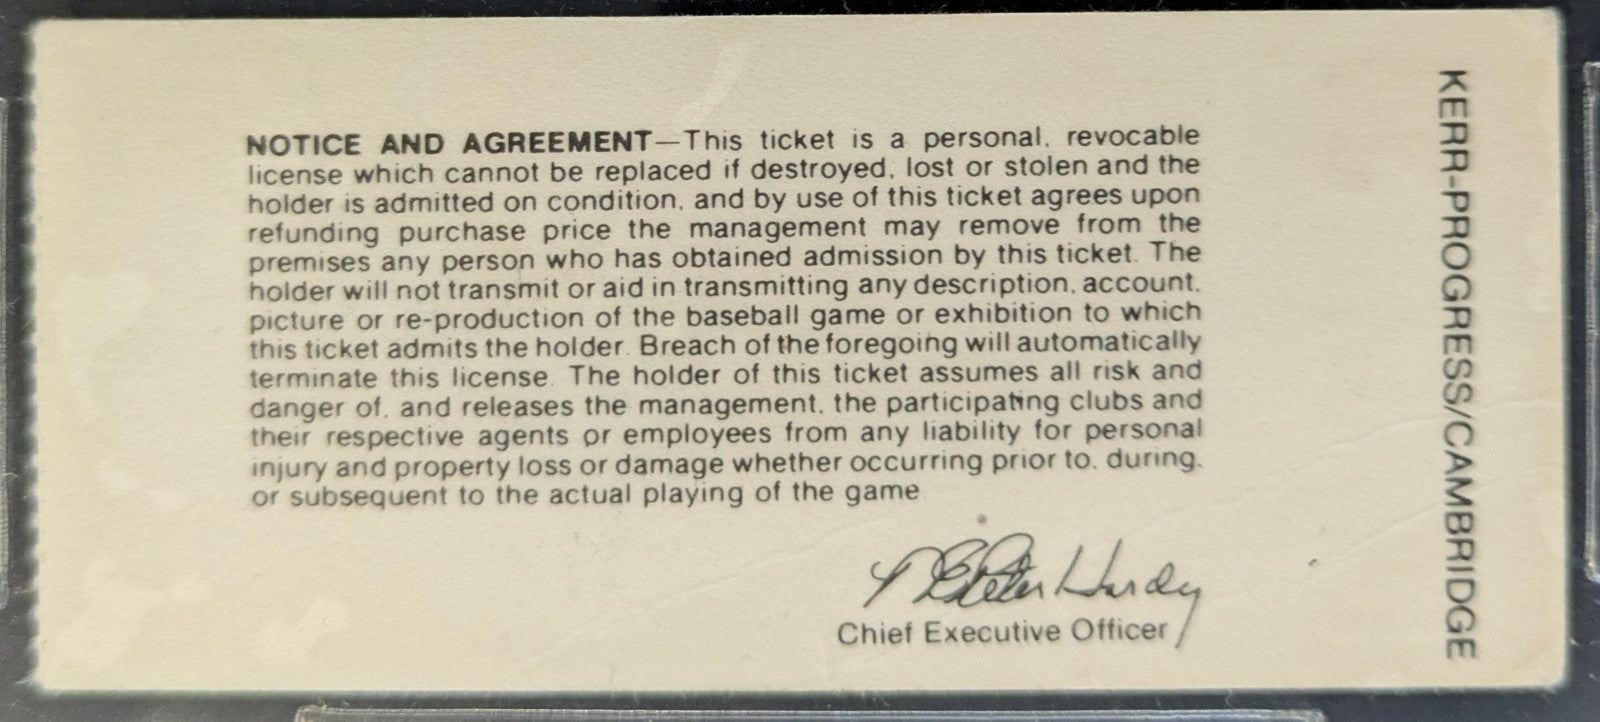 NOTICE AND AGREEMENT—This ticket is a personal, revocable
license which cannot be replaced if destroyed, lost or stolen and the
holder is admitted on condition, and by use of this ticket agrees upon
refunding purchase price the management may remove from the
premises any person who has obtained admission by this ticket. The
holder will not transmit or aid in transmitting any description, account,
picture or re-production of the baseball game or exhibition to which
this ticket admits the holder. Breach of the foregoing will automatically
terminate this license. The holder of this ticket assumes all risk and
danger of, and releases the management, the participating clubs and
their respective agents or employees from any liability for personal
injury and property loss or damage whether occurring prior to, during,
or subsequent to the actual playing of the game
Peter Hardy
Chief Executive Officer
KERR-PROGRESS/CAMBRIDGE